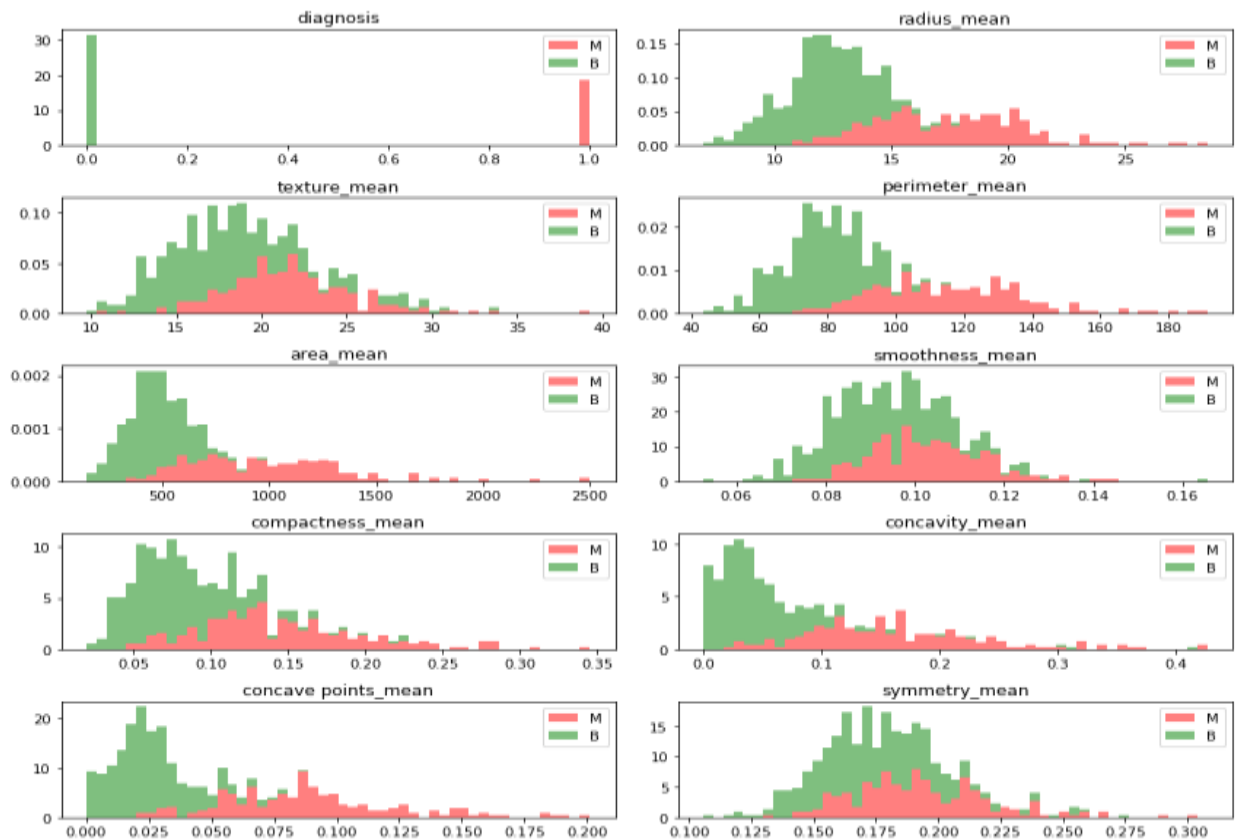 diagnosis
30
20
10
0
0.0 0.2 0.4 0.6 0.8 1.0
M
B
radius_mean
0.15
0.10
0.05
0.00
10 15 20 25
M
B
texture_mean
0.10
0.05
0.00
10 15 20 25 30 35 40
M
B
perimeter_mean
0.02
0.01
0.00
40 60 80 100 120 140 160 180
M
B
area_mean
0.002
0.001
0.000
500 1000 1500 2000 2500
M
B
smoothness_mean
30
20
10
0
0.06 0.08 0.10 0.12 0.14 0.16
M
B
compactness_mean
10
5
0
0.05 0.10 0.15 0.20 0.25 0.30 0.35
M
B
concavity_mean
10
5
0
0.0 0.1 0.2 0.3 0.4
M
B
concave points_mean
20
10
0
0.000 0.025 0.050 0.075 0.100 0.125 0.150 0.175 0.200
M
B
symmetry_mean
15
10
5
0
0.100 0.125 0.150 0.175 0.200 0.225 0.250 0.275 0.300
M
B